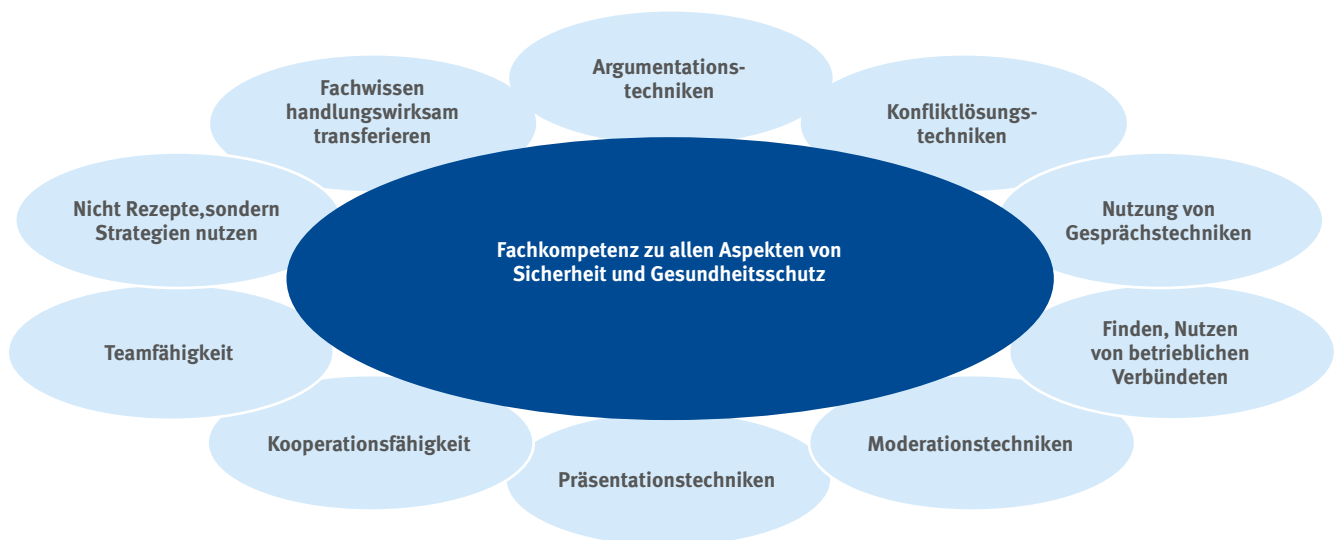 Argumentations-
techniken
Fachwissen
handlungswirksam
transferieren
Konfliktlösungs-
techniken
Nicht Rezepte,sondern
Strategien nutzen
Nutzung von
Gesprächstechniken
Fachkompetenz zu allen Aspekten von
Sicherheit und Gesundheitsschutz
Teamfähigkeit
Finden, Nutzen
von betrieblichen
Verbündeten
Kooperationsfähigkeit
Moderationstechniken
Präsentationstechniken